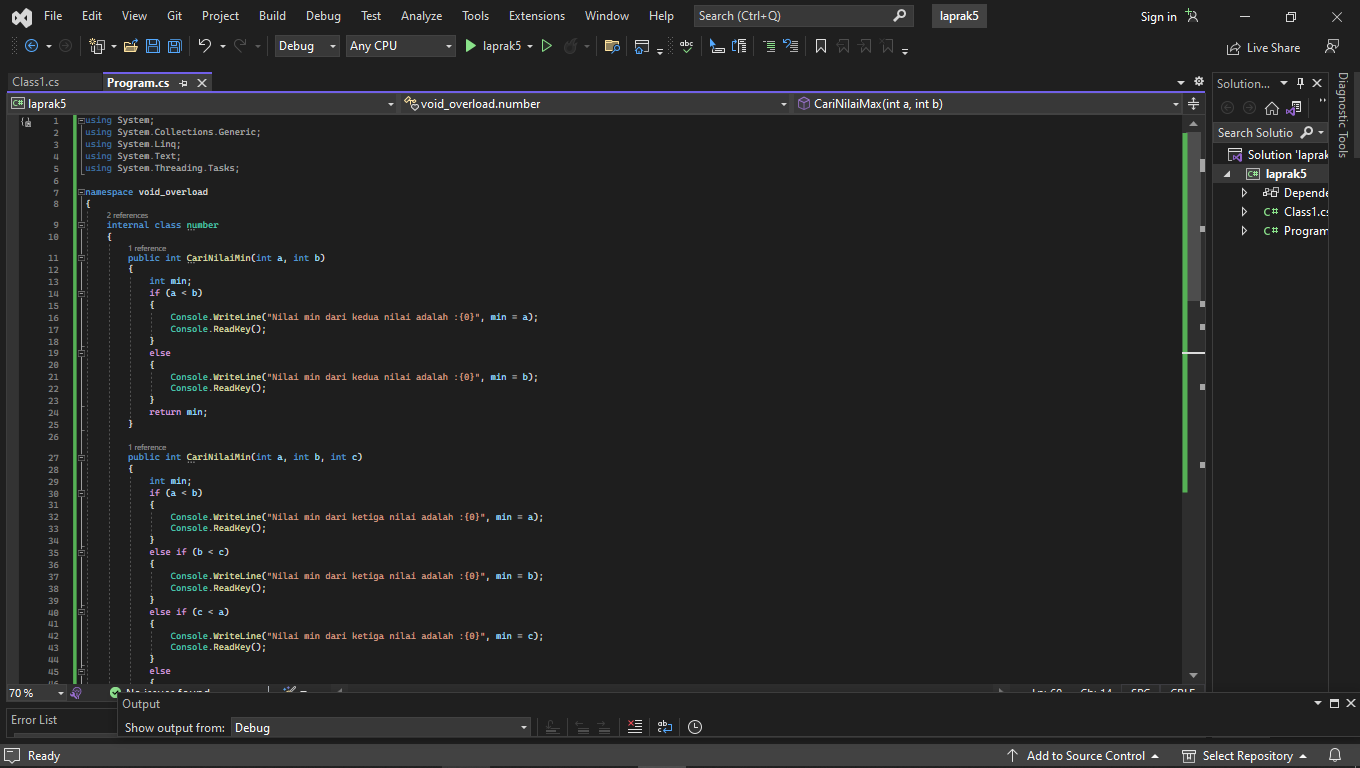 File Edit View Git Project Build Debug Test Analyze Tools Extensions Window Help Search (Ctrl+Q) laprak5 Sign in
Debug Any CPU laprak5 Live Share
Class1.cs Program.cs Solution... Diagnostic Tools
laprak5 void_overload.number CariNilaiMax(int a, int b)
Search Solutio
Solution 'laprak
laprak5
Depende
Class1.cs
Program
1 using System;
2 using System.Collections.Generic;
3 using System.Linq;
4 using System.Text;
5 using System.Threading.Tasks;
6
7 namespace void_overload
8 {
2 references
9 internal class number
10 {
1 reference
11 public int CariNilaiMin(int a, int b)
12 {
13 int min;
14 if (a < b)
15 {
16 Console.WriteLine("Nilai min dari kedua nilai adalah :{0}", min = a);
17 Console.ReadKey();
18 }
19 else
20 {
21 Console.WriteLine("Nilai min dari kedua nilai adalah :{0}", min = b);
22 Console.ReadKey();
23 }
24 return min;
25 }
26
1 reference
27 public int CariNilaiMin(int a, int b, int c)
28 {
29 int min;
30 if (a < b)
31 {
32 Console.WriteLine("Nilai min dari ketiga nilai adalah :{0}", min = a);
33 Console.ReadKey();
34 }
35 else if (b < c)
36 {
37 Console.WriteLine("Nilai min dari ketiga nilai adalah :{0}", min = b);
38 Console.ReadKey();
39 }
40 else if (c < a)
41 {
42 Console.WriteLine("Nilai min dari ketiga nilai adalah :{0}", min = c);
43 Console.ReadKey();
44 }
45 else
46 {
70 % No issues found
Output
Error List
Show output from: Debug
Ready Add to Source Control Select Repository